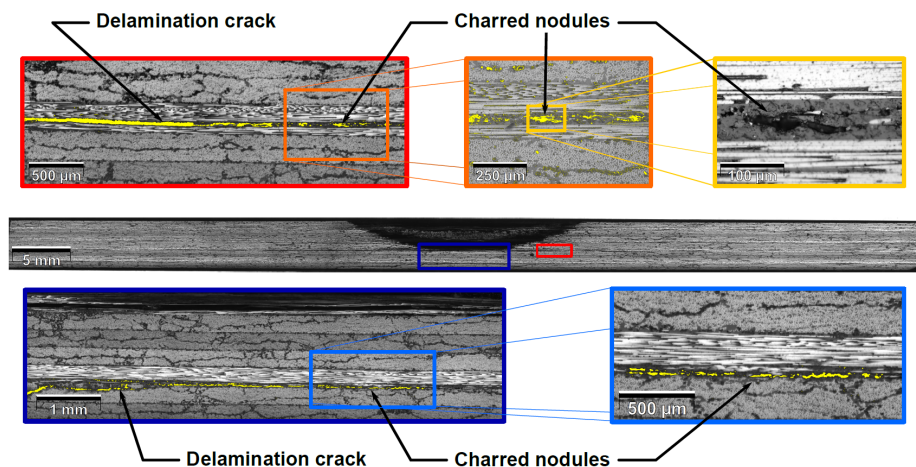 Delamination crack
Charred nodules
500 µm
250 µm
100 µm
5 mm
1 mm
500 µm
Delamination crack
Charred nodules